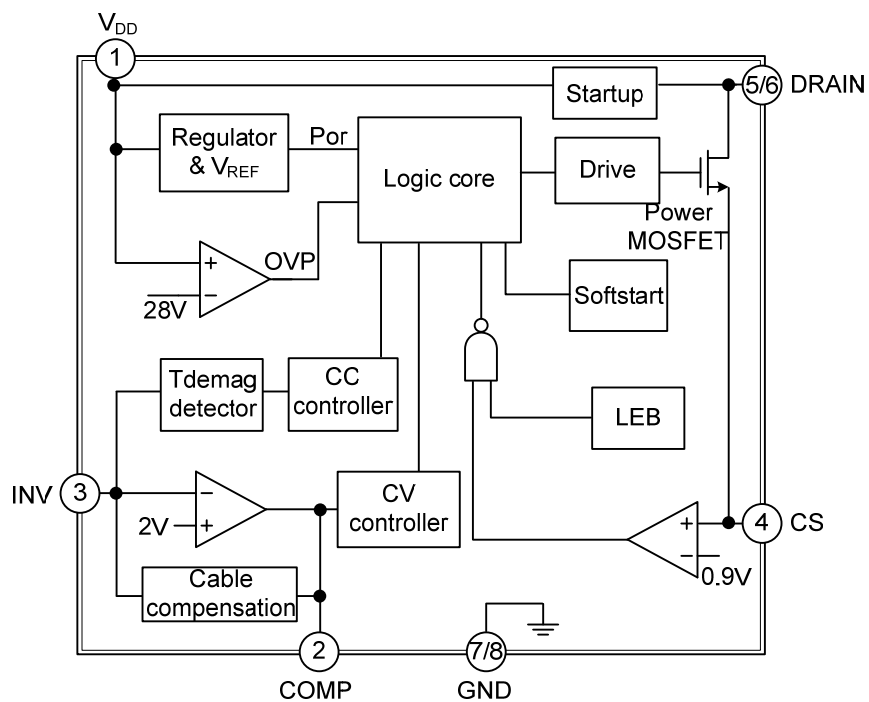 VDD
1
Startup
5/6 DRAIN
Regulator
& VREF
Por
Logic core
Drive
Power
MOSFET
+
OVP
−
28V
Softstart
Tdemag
detector
CC
controller
LEB
INV 3
−
2V +
CV
controller
+
−
0.9V
4 CS
Cable
compensation
2
COMP
7/8
GND